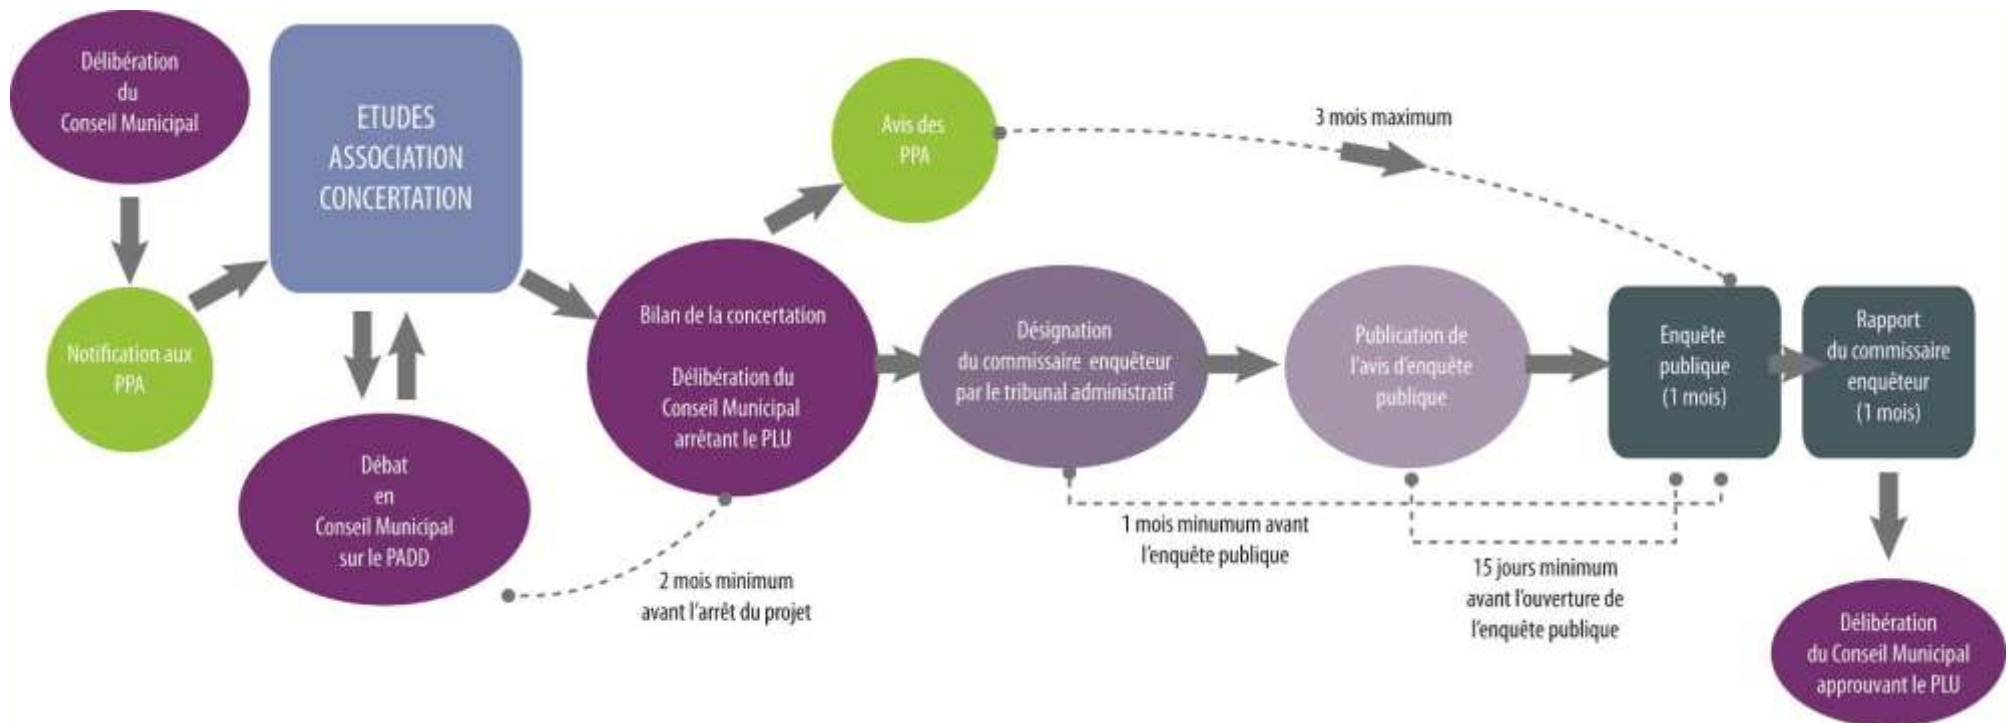 Délibération
du
Conseil Municipal
Notification aux
PPA
ETUDES
ASSOCIATION
CONCERTATION
Débat
en
Conseil Municipal
sur le PADD
2 mois minimum
avant l'arrêt du projet
Bilan de la concertation
Délibération du
Conseil Municipal
arrêtant le PLU
Avis des
PPA
3 mois maximum
Désignation
du commissaire enquêteur
par le tribunal administratif
1 mois minumum avant
l'enquête publique
Publication de
l'avis d'enquête
publique
15 jours minimum
avant l'ouverture de
l'enquête publique
Enquête
publique
(1 mois)
Rapport
du commissaire
enquêteur
(1 mois)
Délibération
du Conseil Municipal
approuvant le PLU